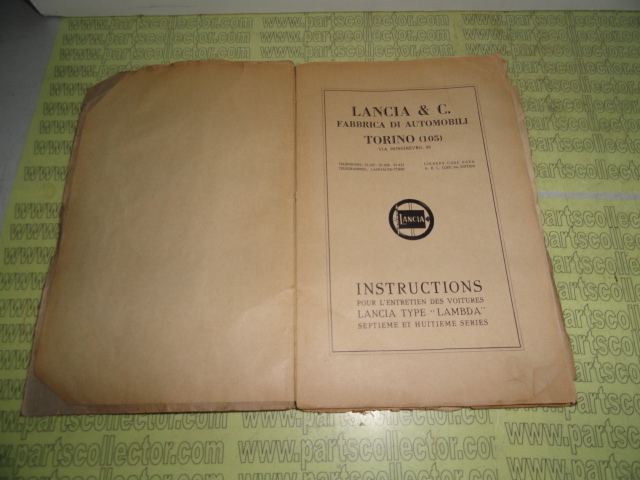 LANCIA & C.
FABBRICA DI AUTOMOBILI
TORINO (105)
LANCIA
INSTRUCTIONS
POUR L'ENTRETIEN DES VOITURES
LANCIA TYPE "LAMBDA"
SEPTIEME ET HUITIEME SERIES
www.partscollector.com